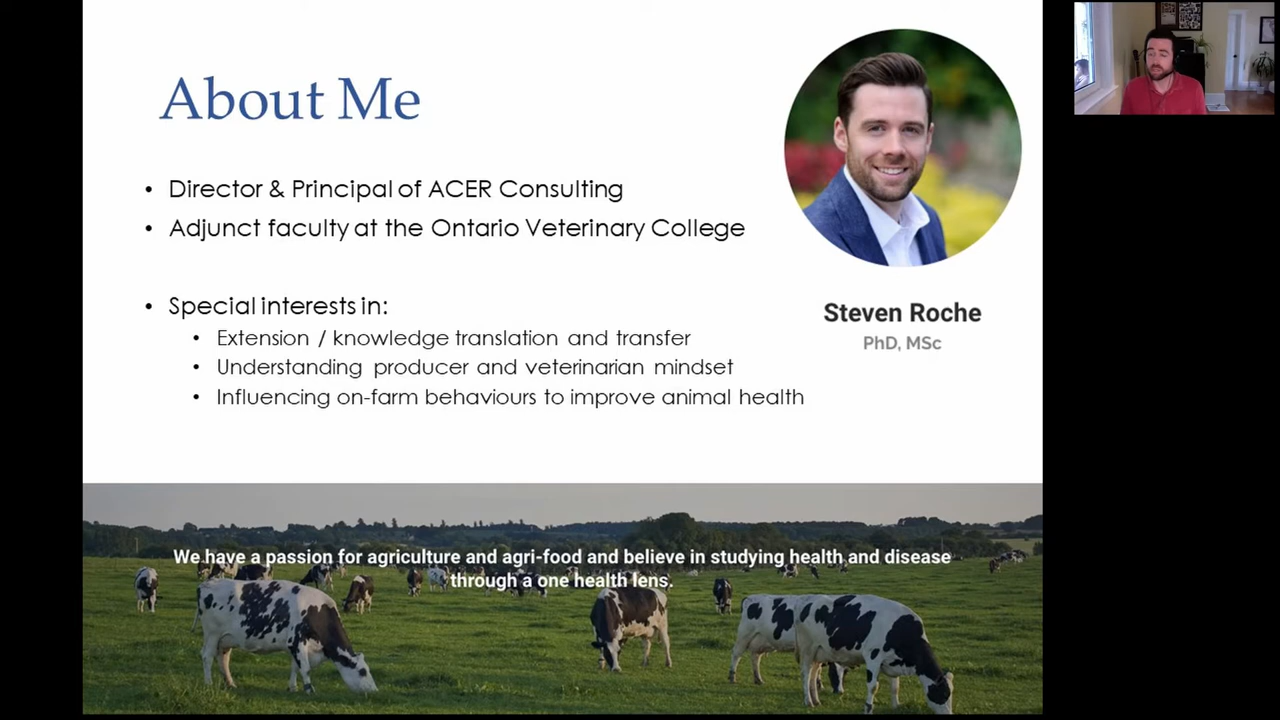 About Me
• Director & Principal of ACER Consulting
• Adjunct faculty at the Ontario Veterinary College
• Special interests in:
• Extension / knowledge translation and transfer
• Understanding producer and veterinarian mindset
• Influencing on-farm behaviours to improve animal health
Steven Roche
PhD, MSc
We have a passion for agriculture and agri-food and believe in studying health and disease
through a one health lens.